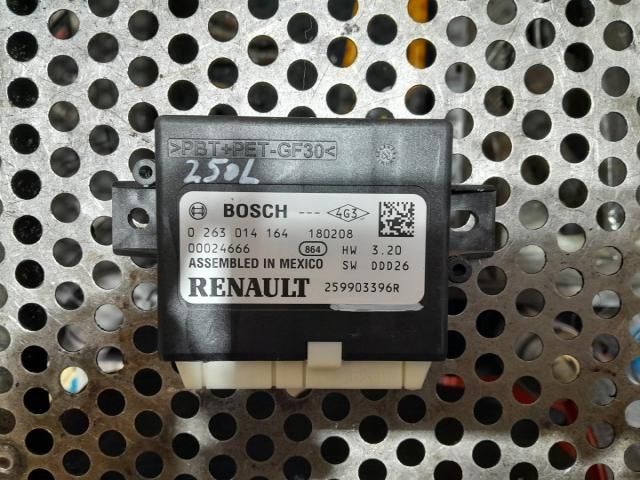 >PBT+PET-GF30<
250L
BOSCH --- 4G3
0 263 014 164 180208
00024666 864 HW 3.20
ASSEMBLED IN MEXICO SW DDD26
RENAULT 259903396R